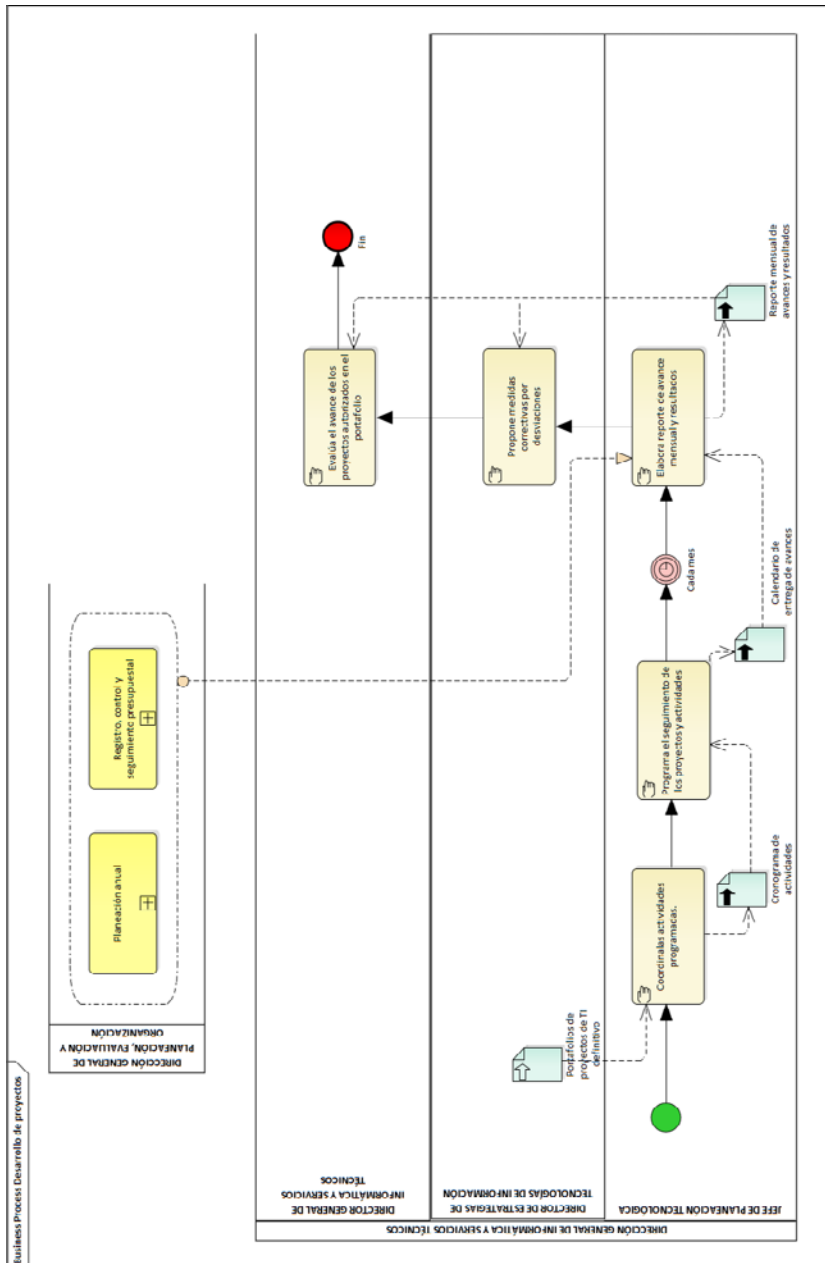 Business Process Desarrollo de proyectos
DIRECCIÓN GENERAL DE
PLANEACIÓN, EVALUACIÓN Y
ORGANIZACIÓN
Planeación anual
Registro, control y
seguimiento presupuestal
DIRECCIÓN GENERAL DE INFORMÁTICA Y SERVICIOS TÉCNICOS
DIRECTOR GENERAL DE
INFORMÁTICA Y SERVICIOS
TÉCNICOS
Evalúa el avance de los
proyectos autorizados en el
portafolio
Fin
DIRECTOR DE ESTRATEGIAS DE
TECNOLOGÍAS DE INFORMACIÓN
Propone medidas
correctivas por
desviaciones
Portafolios de
proyectos de TI
definitivo
JEFE DE PLANEACIÓN TECNOLÓGICA
Coordina las actividades
programacas.
Programa el seguimiento de
los proyectos y actividades
Cada mes
Elabora reporte de avance
mensual y resultacos
Cronograma de
actividades
Calendario de
entrega de avances
Reporte mensual de
avances y resultados